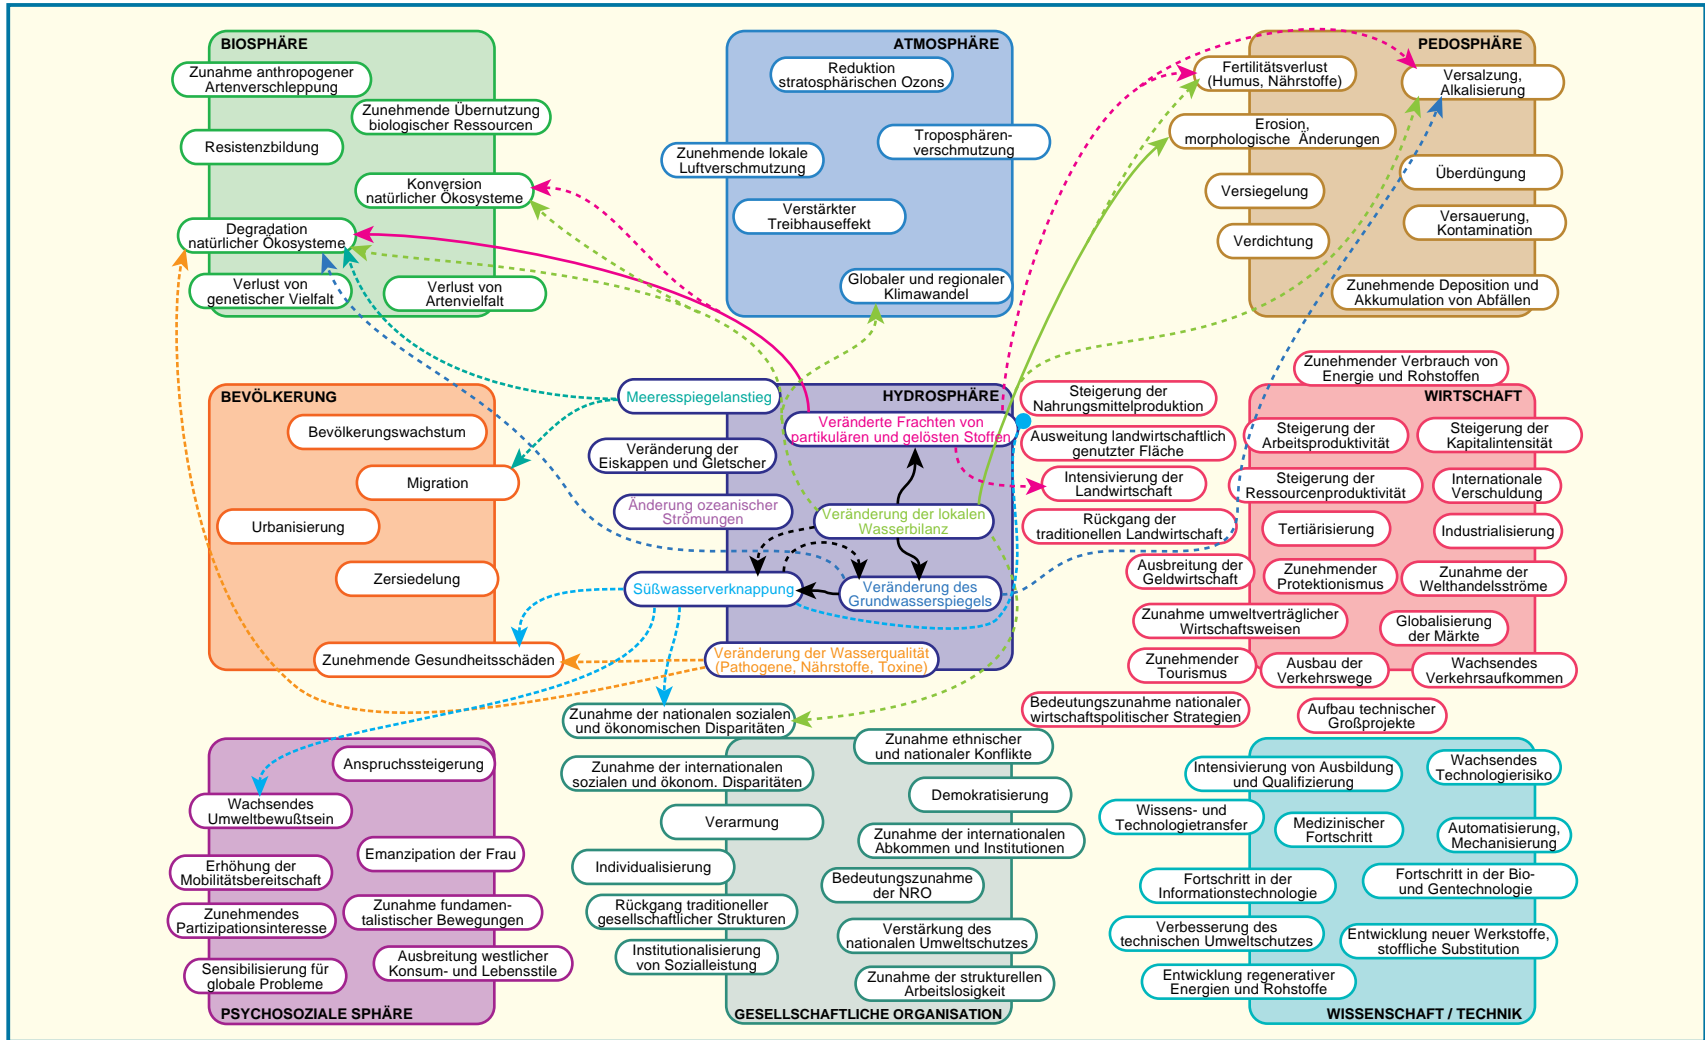 BIOSPHÄRE
Zunahme anthropogener
Artenverschleppung
Zunehmende Übernutzung
biologischer Ressourcen
Resistenzbildung
Konversion
natürlicher Ökosysteme
Degradation
natürlicher Ökosysteme
Verlust von
genetischer Vielfalt
Verlust von
Artenvielfalt
ATMOSPHÄRE
Reduktion
stratosphärischen Ozons
Troposphären-
verschmutzung
Zunehmende lokale
Luftverschmutzung
Verstärkter
Treibhauseffekt
Globaler und regionaler
Klimawandel
PEDOSPHÄRE
Fertilitätsverlust
(Humus, Nährstoffe)
Versalzung,
Alkalisierung
Erosion,
morphologische Änderungen
Überdüngung
Versiegelung
Versauerung,
Kontamination
Verdichtung
Zunehmende Deposition und
Akkumulation von Abfällen
BEVÖLKERUNG
Bevölkerungswachstum
Migration
Urbanisierung
Zersiedelung
Zunehmende Gesundheitsschäden
HYDROSPHÄRE
Meeresspiegelanstieg
Veränderte Frachten von
partikulären und gelösten Stoffen
Veränderung der
Eiskappen und Gletscher
Änderung ozeanischer
Strömungen
Veränderung der lokalen
Wasserbilanz
Süßwasserverknappung
Veränderung des
Grundwasserspiegels
Veränderung der Wasserqualität
(Pathogene, Nährstoffe, Toxine)
WIRTSCHAFT
Zunehmender Verbrauch von
Energie und Rohstoffen
Steigerung der
Nahrungsmittelproduktion
Ausweitung landwirtschaftlich
genutzter Fläche
Steigerung der
Arbeitsproduktivität
Steigerung der
Kapitalintensität
Intensivierung der
Landwirtschaft
Steigerung der
Ressourcenproduktivität
Internationale
Verschuldung
Rückgang der
traditionellen Landwirtschaft
Tertiärisierung
Industrialisierung
Ausbreitung der
Geldwirtschaft
Zunehmender
Protektionismus
Zunahme der
Welthandelsströme
Zunahme umweltverträglicher
Wirtschaftsweisen
Globalisierung
der Märkte
Zunehmender
Tourismus
Ausbau der
Verkehrswege
Wachsendes
Verkehrsaufkommen
Bedeutungszunahme nationaler
wirtschaftspolitischer Strategien
Aufbau technischer
Großprojekte
PSYCHOSOZIALE SPHÄRE
Anspruchssteigerung
Wachsendes
Umweltbewußtsein
Emanzipation der Frau
Erhöhung der
Mobilitätsbereitschaft
Zunahme fundamen-
talistischer Bewegungen
Zunehmendes
Partizipationsinteresse
Ausbreitung westlicher
Konsum- und Lebensstile
Sensibilisierung für
globale Probleme
GESELLSCHAFTLICHE ORGANISATION
Zunahme der nationalen sozialen
und ökonomischen Disparitäten
Zunahme ethnischer
und nationaler Konflikte
Zunahme der internationalen
sozialen und ökonom. Disparitäten
Demokratisierung
Verarmung
Zunahme der internationalen
Abkommen und Institutionen
Individualisierung
Bedeutungszunahme
der NRO
Rückgang traditioneller
gesellschaftlicher Strukturen
Verstärkung des
nationalen Umweltschutzes
Institutionalisierung
von Sozialleistung
Zunahme der strukturellen
Arbeitslosigkeit
WISSENSCHAFT / TECHNIK
Intensivierung von Ausbildung
und Qualifizierung
Wachsendes
Technologierisiko
Wissens- und
Technologietransfer
Medizinischer
Fortschritt
Automatisierung,
Mechanisierung
Fortschritt in der
Informationstechnologie
Fortschritt in der Bio-
und Gentechnologie
Verbesserung des
technischen Umweltschutzes
Entwicklung neuer Werkstoffe,
stoffliche Substitution
Entwicklung regenerativer
Energien und Rohstoffe